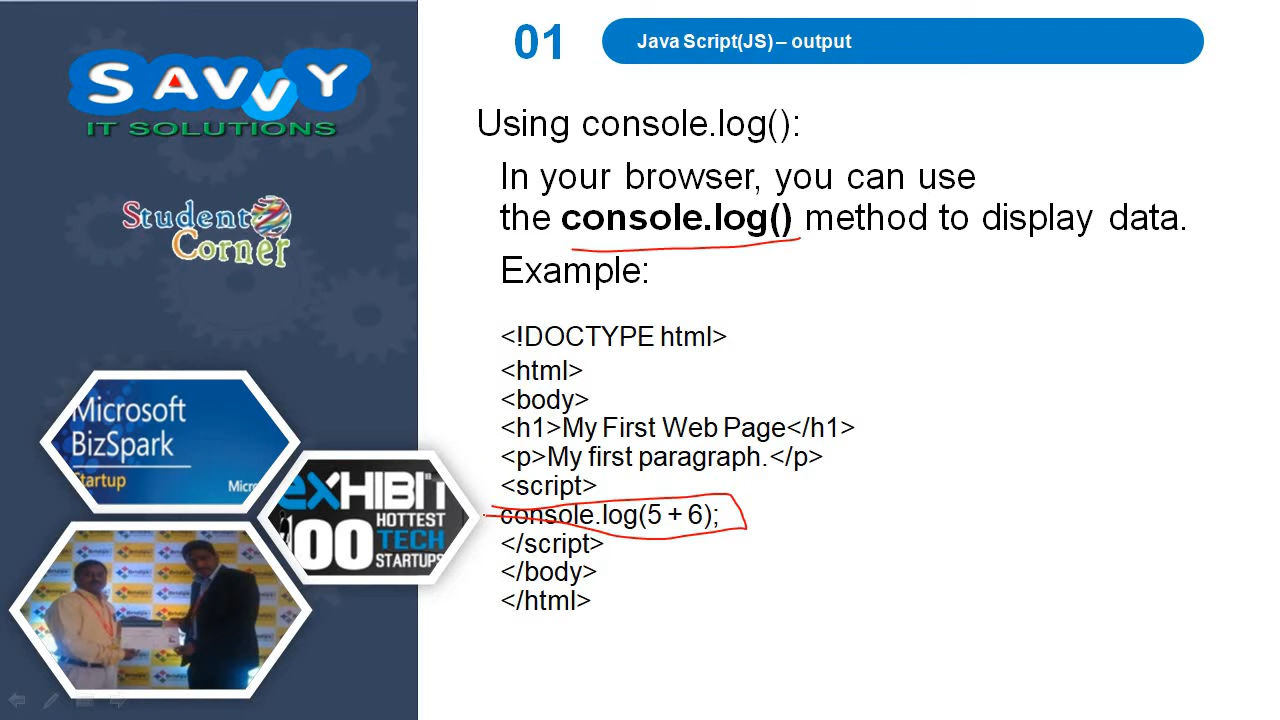 SAVVY
IT SOLUTIONS
Student
Corner
Microsoft
BizSpark
Startup
Micros
eXHIBIT
100
HOTTEST
TECH
STARTUPS
01
Java Script(JS) – output
Using console.log():
In your browser, you can use
the console.log() method to display data.
Example:
<!DOCTYPE html>
<html>
<body>
<h1>My First Web Page</h1>
<p>My first paragraph.</p>
<script>
console.log(5 + 6);
</script>
</body>
</html>